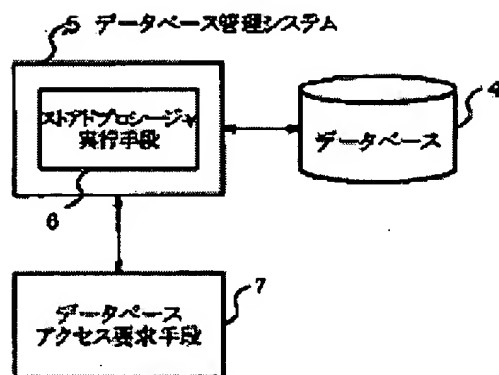 5 データベース管理システム
ストアドプロシージャ
実行手段
6
データベース
4
データベース
アクセス要求手段
7